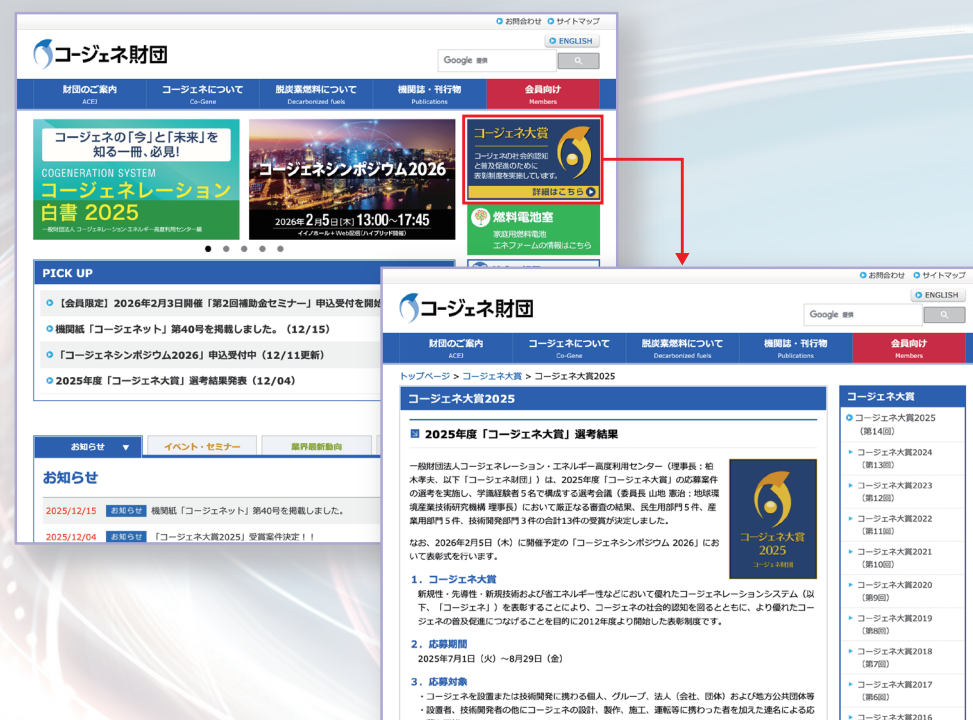 お問合わせ サイトマップ
ENGLISH
コージェネ財団
Google 提供
財団のご案内 コージェネについて 脱炭素燃料について 機関誌・刊行物 会員向け
ACEJ Co-Gene Decarbonized fuels Publications Members
コージェネの「今」と「未来」を
知る一冊、必見!
COGENERATION SYSTEM
コージェネレーション
白書 2025
一般財団法人 コージェネレーション・エネルギー高度利用センター編
コージェネシンポジウム2026
2026年2月5日[木] 13:00~17:45
イイノホール+Web配信(ハイブリッド開催)
コージェネ大賞
コージェネの社会的認知
と普及促進のために
表彰制度を実施しています。
詳細はこちら
燃料電池室
家庭用燃料電池
エネファームの情報はこちら
PICK UP
【会員限定】2026年2月3日開催「第2回補助金セミナー」申込受付を開始
機関紙「コージェネット」第40号を掲載しました。(12/15)
「コージェネシンポジウム2026」申込受付中(12/11更新)
2025年度「コージェネ大賞」選考結果発表(12/04)
お知らせ ▼ イベント・セミナー 業界最新動向
お知らせ
2025/12/15 お知らせ 機関紙「コージェネット」第40号を掲載しました。
2025/12/04 お知らせ 「コージェネ大賞2025」受賞案件決定!!
お問合わせ サイトマップ
ENGLISH
コージェネ財団
Google 提供
財団のご案内 コージェネについて 脱炭素燃料について 機関誌・刊行物 会員向け
ACEJ Co-Gene Decarbonized fuels Publications Members
トップページ > コージェネ大賞 > コージェネ大賞2025
コージェネ大賞2025
2025年度「コージェネ大賞」選考結果
一般財団法人コージェネレーション・エネルギー高度利用センター(理事長:柏
木孝夫、以下「コージェネ財団」)は、2025年度「コージェネ大賞」の応募案件
の選考を実施し、学識経験者5名で構成する選考会議(委員長 山地 憲治:地球環
境産業技術研究機構 理事長)において厳正なる審査の結果、民生用部門5件、産
業用部門5件、技術開発部門3件の合計13件の受賞が決定しました。
なお、2026年2月5日(木)に開催予定の「コージェネシンポジウム 2026」にお
いて表彰式を行います。
コージェネ大賞
2025
コージェネ財団
1.コージェネ大賞
新規性・先導性・新規技術および省エネルギー性などにおいて優れたコージェネレーションシステム(以
下、「コージェネ」)を表彰することにより、コージェネの社会的認知を図るとともに、より優れたコー
ジェネの普及促進につなげることを目的に2012年度より開始した表彰制度です。
2.応募期間
2025年7月1日(火)~8月29日(金)
3.応募対象
・コージェネを設置または技術開発に携わる個人、グループ、法人(会社、団体)および地方公共団体等
・設置者、技術開発者の他にコージェネの設計、製作、施工、運転等に携わった者を加えた連名による応
コージェネ大賞
コージェネ大賞2025
(第14回)
コージェネ大賞2024
(第13回)
コージェネ大賞2023
(第12回)
コージェネ大賞2022
(第11回)
コージェネ大賞2021
(第10回)
コージェネ大賞2020
(第9回)
コージェネ大賞2019
(第8回)
コージェネ大賞2018
(第7回)
コージェネ大賞2017
(第6回)
コージェネ大賞2016